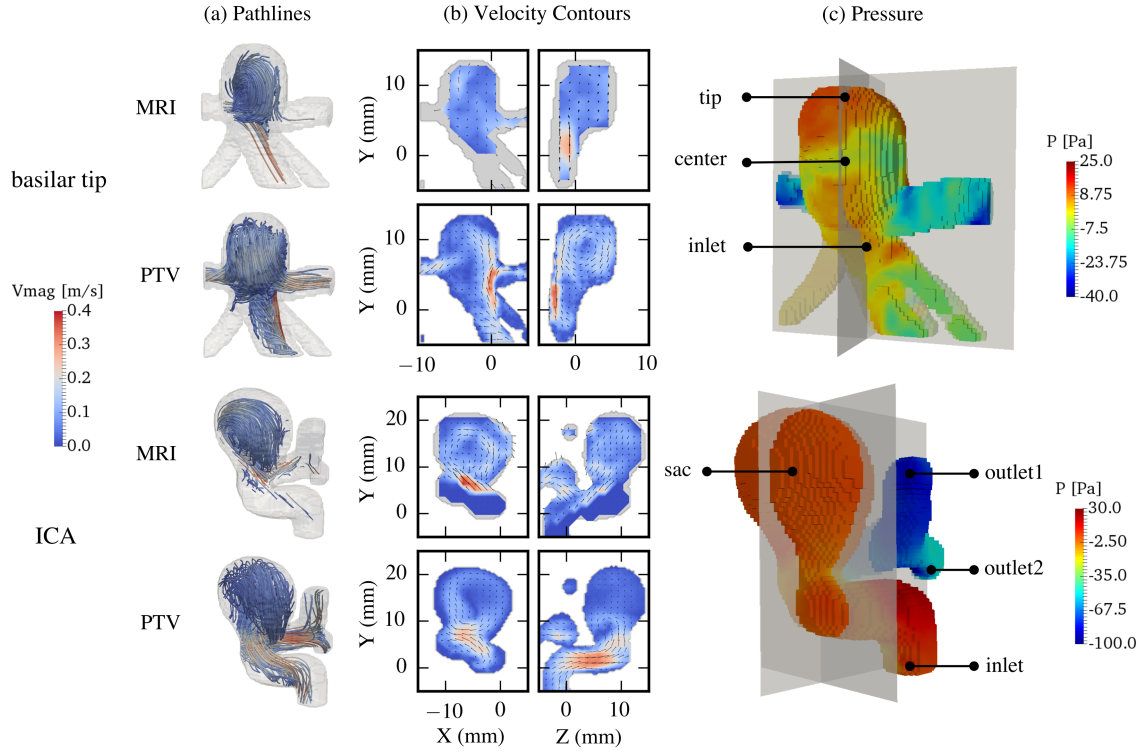 (a) Pathlines
(b) Velocity Contours
(c) Pressure
basilar tip
MRI
PTV
ICA
MRI
PTV
Vmag [m/s]
0.4
0.3
0.2
0.1
0.0
Y (mm)
10
0
Y (mm)
10
0
−10
0
0
10
Y (mm)
20
10
0
Y (mm)
20
10
0
−10
0
0
10
X (mm)
Z (mm)
tip
center
inlet
P [Pa]
25.0
8.75
-7.5
-23.75
-40.0
sac
outlet1
outlet2
inlet
P [Pa]
30.0
-2.50
-35.0
-67.5
-100.0